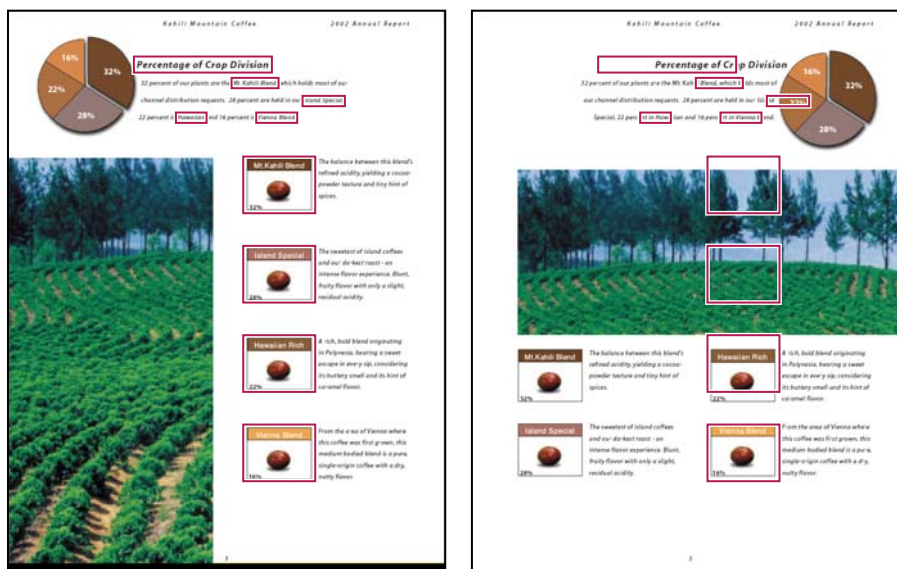 Kahili Mountain Coffee 2002 Annual Report
16%
32%
22%
28%
Percentage of Crop Division
32 percent of our plants are the Mt. Kahili Blend which holds most of our
channel distribution requests. 28 percent are held in our Island Special
22 percent is Hawaiian and 16 percent is Vienna Blend
Mt.Kahili Blend
32%
The balance between this blend's
refined acidity, yielding a cocoa-
powder texture and tiny hint of
spices.
Island Special
28%
The sweetest of island coffees
and our darkest roast - an
intense flavor experience. Blunt,
fruity flavor with only a slight,
residual acidity.
Hawaiian Rich
22%
A rich, bold blend originating
in Polynesia, bearing a sweet
escape in every sip, considering
its buttery smell and its hint of
caramel flavor.
Vienna Blend
16%
From the area of Vienna where
this coffee was first grown, this
medium bodied blend is a pure,
single-origin coffee with a dry,
nutty flavor.
3
Kahili Mountain Coffee 2002 Annual Report
16%
32%
22%
28%
Percentage of Crop Division
32 percent of our plants are the Mt. Kah i Blend, which h lds most of
our channel distribution requests. 28 percent are held in our Isl nd
Special, 22 perc nt in Haw iian and 16 perc nt in Vienna B end.
Mt.Kahili Blend
32%
The balance between this blend's
refined acidity, yielding a cocoa-
powder texture and tiny hint of
spices.
Hawaiian Rich
22%
A rich, bold blend originating
in Polynesia, bearing a sweet
escape in every sip, considering
its buttery smell and its hint of
caramel flavor.
Island Special
28%
The sweetest of island coffees
and our darkest roast - an
intense flavor experience. Blunt,
fruity flavor with only a slight,
residual acidity.
Vienna Blend
16%
From the area of Vienna where
this coffee was first grown, this
medium bodied blend is a pure,
single-origin coffee with a dry,
nutty flavor.
3